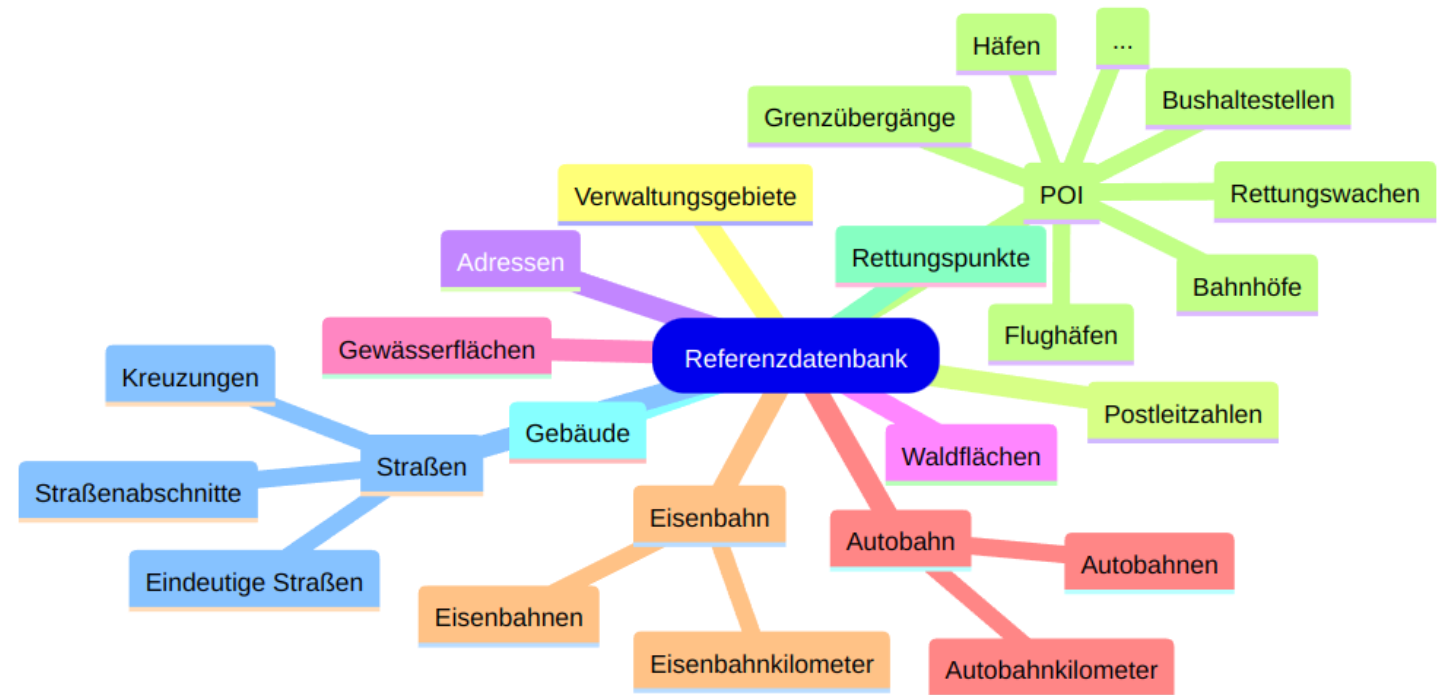 Häfen
...
Bushaltestellen
Grenzübergänge
POI
Rettungswachen
Verwaltungsgebiete
Rettungspunkte
Adressen
Bahnhöfe
Flughäfen
Gewässerflächen
Referenzdatenbank
Kreuzungen
Postleitzahlen
Gebäude
Waldflächen
Straßen
Straßenabschnitte
Eisenbahn
Autobahn
Autobahnen
Eindeutige Straßen
Eisenbahnen
Eisenbahnkilometer
Autobahnkilometer